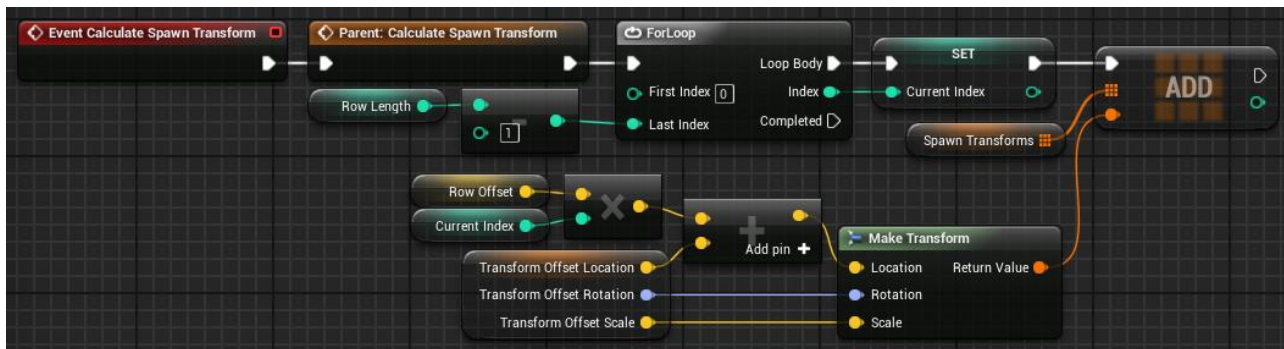 Event Calculate Spawn Transform
Parent: Calculate Spawn Transform
ForLoop
Loop Body
First Index 0
Index
Last Index
Completed
SET
Current Index
ADD
Row Length
1
Spawn Transforms
Row Offset
Current Index
Add pin +
Transform Offset Location
Transform Offset Rotation
Transform Offset Scale
Make Transform
Location
Return Value
Rotation
Scale